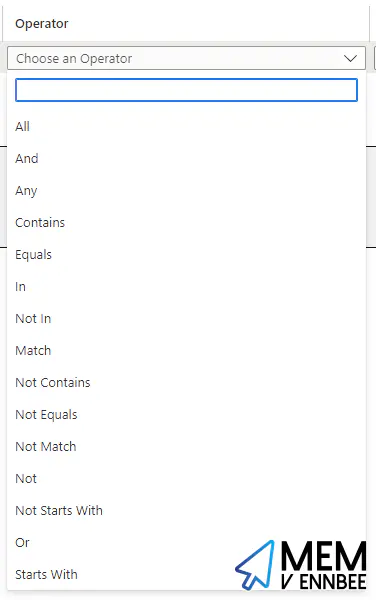 Operator
Choose an Operator
All
And
Any
Contains
Equals
In
Not In
Match
Not Contains
Not Equals
Not Match
Not
Not Starts With
Or
Starts With
MEM
V ENNBEE